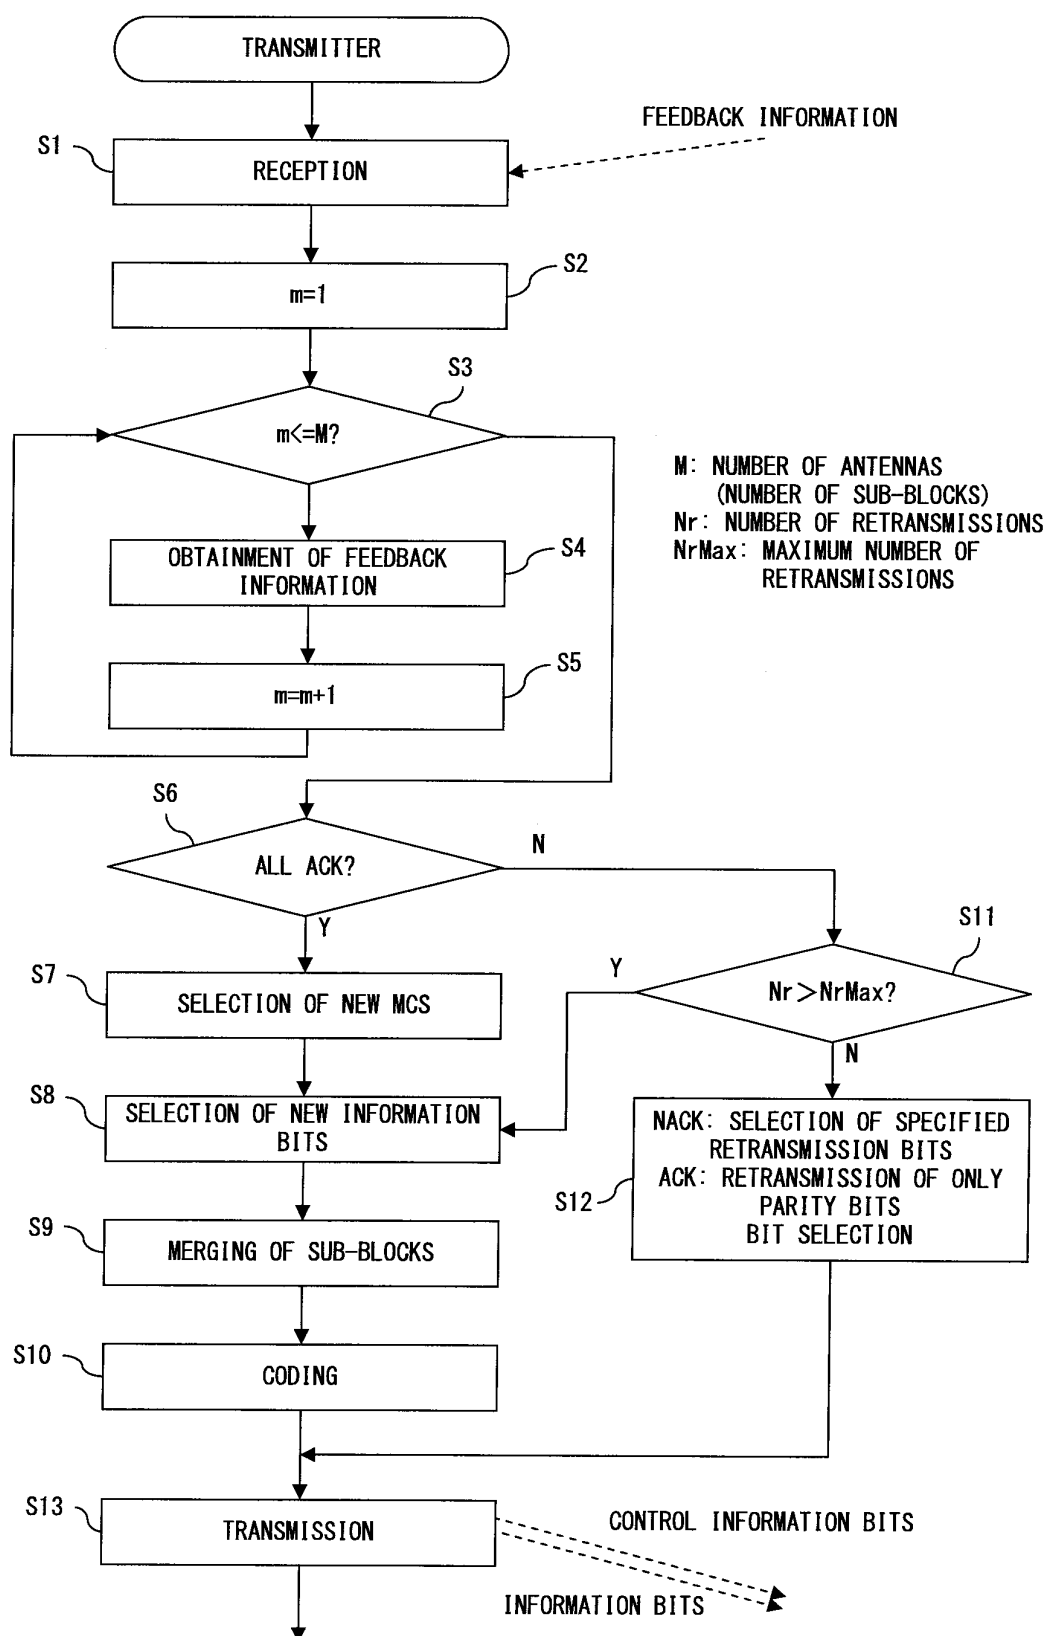 TRANSMITTER
FEEDBACK INFORMATION
S1
RECEPTION
S2
m=1
S3
m<=M?
M: NUMBER OF ANTENNAS
(NUMBER OF SUB-BLOCKS)
Nr: NUMBER OF RETRANSMISSIONS
NrMax: MAXIMUM NUMBER OF
RETRANSMISSIONS
S4
OBTAINMENT OF FEEDBACK
INFORMATION
S5
m=m+1
S6
ALL ACK?
N
Y
S11
Nr>NrMax?
Y
N
S7
SELECTION OF NEW MCS
S8
SELECTION OF NEW INFORMATION
BITS
S12
NACK: SELECTION OF SPECIFIED
RETRANSMISSION BITS
ACK: RETRANSMISSION OF ONLY
PARITY BITS
BIT SELECTION
S9
MERGING OF SUB-BLOCKS
S10
CODING
S13
TRANSMISSION
CONTROL INFORMATION BITS
INFORMATION BITS